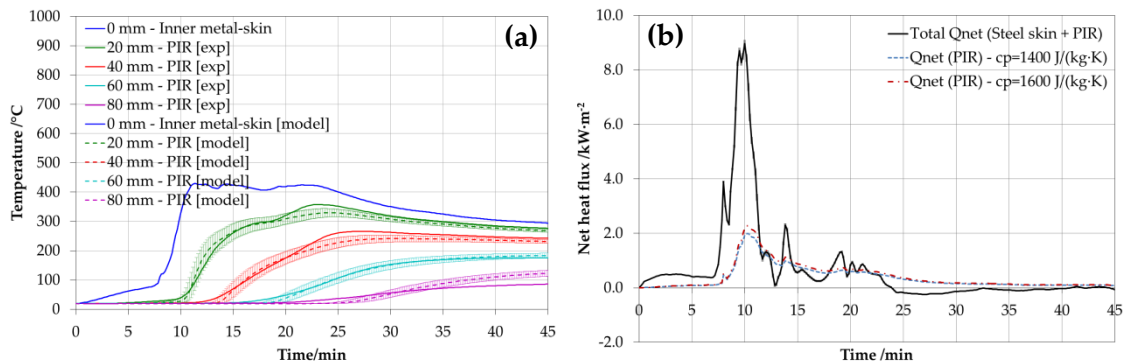 1000
900
800
700
600
500
400
300
200
100
0
Temperature /°C
0 mm - Inner metal-skin
20 mm - PIR [exp]
40 mm - PIR [exp]
60 mm - PIR [exp]
80 mm - PIR [exp]
0 mm - Inner metal-skin [model]
20 mm - PIR [model]
40 mm - PIR [model]
60 mm - PIR [model]
80 mm - PIR [model]
(a)
0 5 10 15 20 25 30 35 40 45
Time/min
10.0
8.0
6.0
4.0
2.0
0.0
Net heat flux /kW·m⁻²
(b)
Total Qnet (Steel skin + PIR)
Qnet (PIR) - cp=1400 J/(kg·K)
Qnet (PIR) - cp=1600 J/(kg·K)
0 5 10 15 20 25 30 35 40 45
Time /min